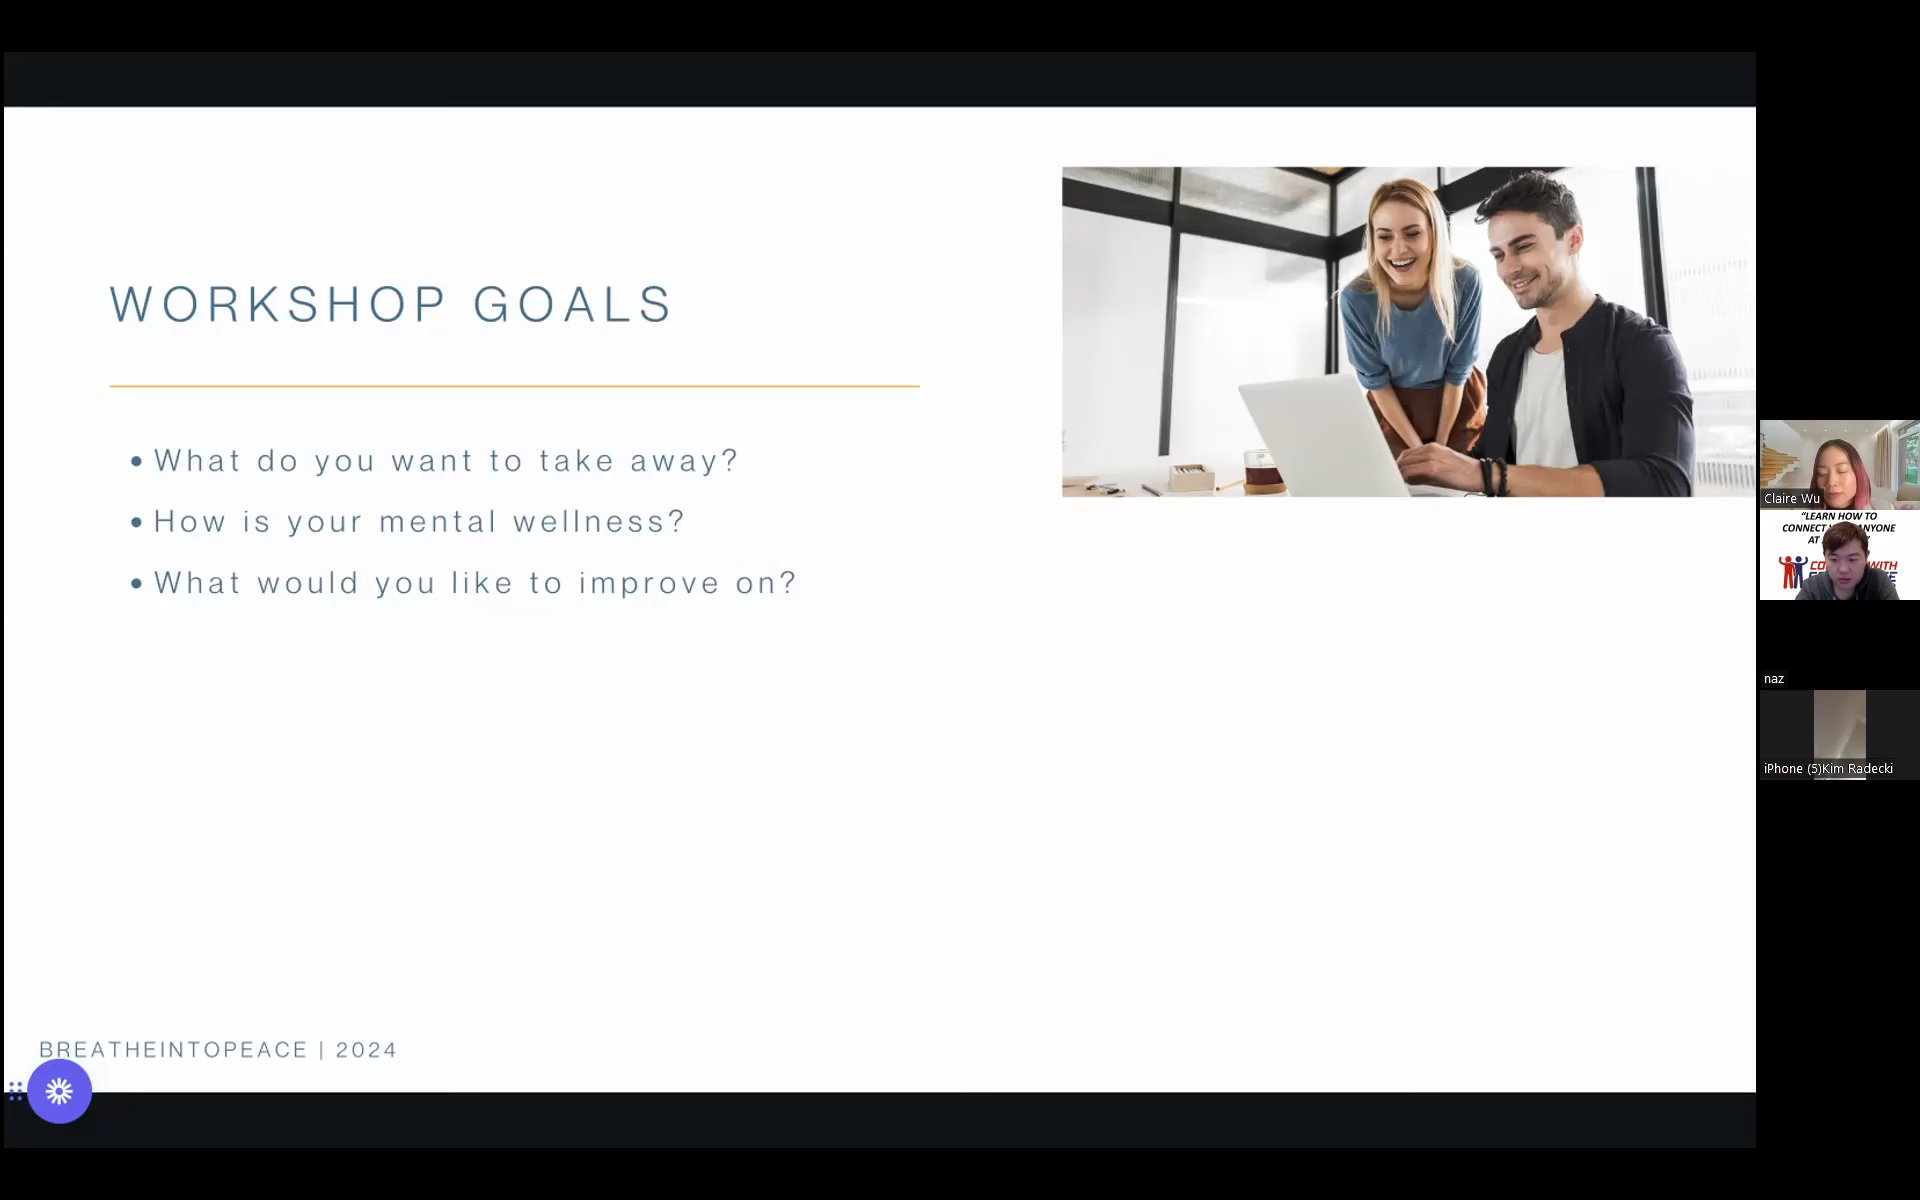 WORKSHOP GOALS
• What do you want to take away?
• How is your mental wellness?
• What would you like to improve on?
BREATHEINTOPEACE | 2024
Claire Wu
“LEARN HOW TO
CONNECT ANYONE
AT
WITH
naz
iPhone (5)Kim Radecki